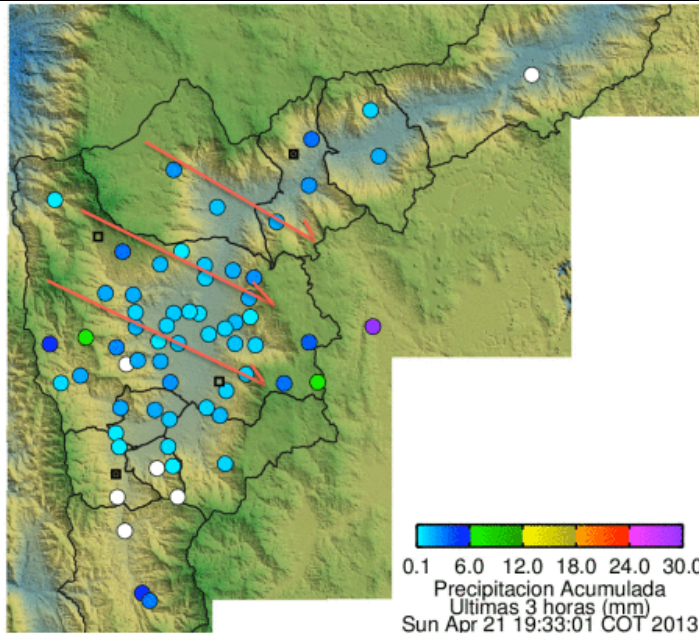 0.1 6.0 12.0 18.0 24.0 30.0
Precipitacion Acumulada
Ultimas 3 horas (mm)
Sun Apr 21 19:33:01 COT 2013